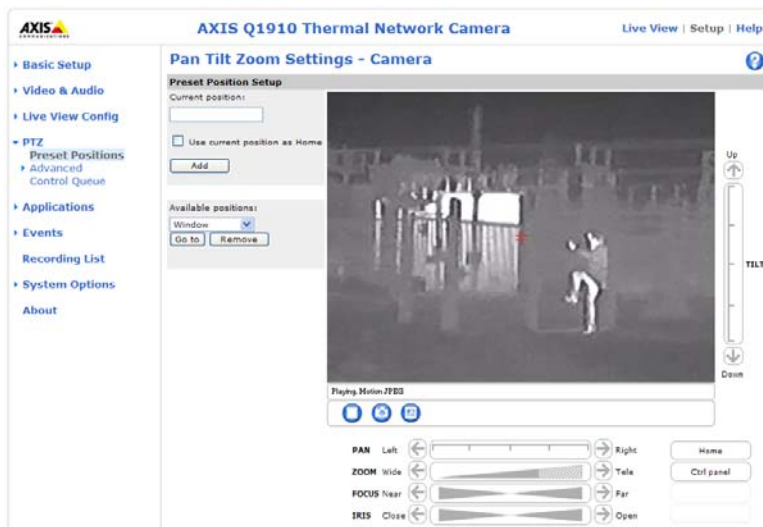 AXIS
COMMUNICATIONS
AXIS Q1910 Thermal Network Camera
Live View | Setup | Help
Basic Setup
Video & Audio
Live View Config
PTZ
Preset Positions
Advanced
Control Queue
Applications
Events
Recording List
System Options
About
Pan Tilt Zoom Settings - Camera
?
Preset Position Setup
Current position:
Use current position as Home
Add
Available positions:
Window
Go to
Remove
Up
TILT
Down
Playing, Motion JPEG
PAN Left
Right
Home
ZOOM Wide
Tele
Ctrl panel
FOCUS Near
Far
IRIS Close
Open